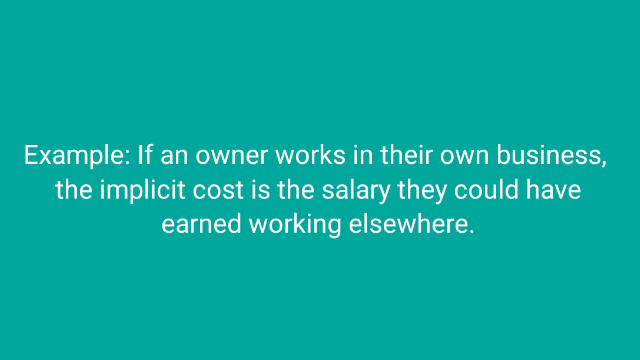 Example: If an owner works in their own business,
the implicit cost is the salary they could have
earned working elsewhere.